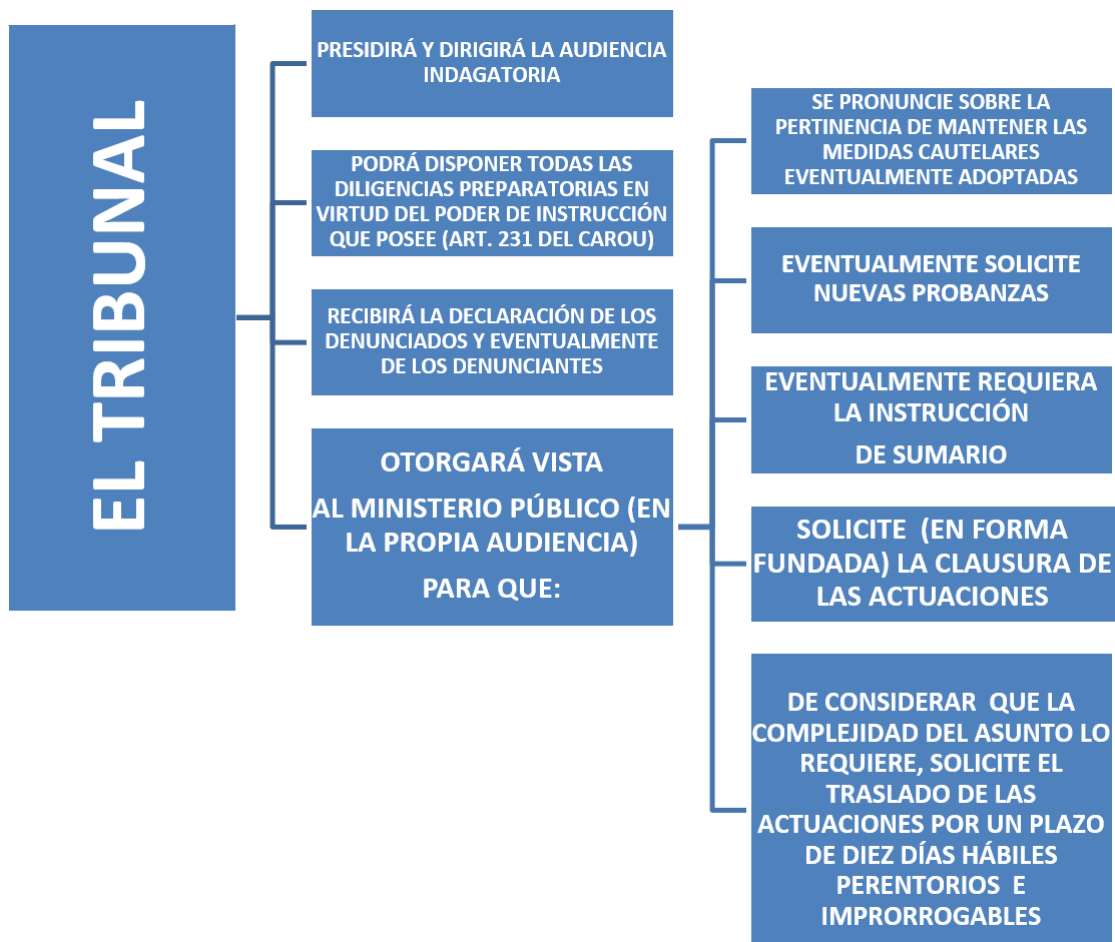 EL TRIBUNAL
PRESIDIRÁ Y DIRIGIRÁ LA AUDIENCIA
INDAGATORIA
PODRÁ DISPONER TODAS LAS
DILIGENCIAS PREPARATORIAS EN
VIRTUD DEL PODER DE INSTRUCCIÓN
QUE POSEE (ART. 231 DEL CAROU)
RECIBIRÁ LA DECLARACIÓN DE LOS
DENUNCIADOS Y EVENTUALMENTE
DE LOS DENUNCIANTES
OTORGARÁ VISTA
AL MINISTERIO PÚBLICO (EN
LA PROPIA AUDIENCIA)
PARA QUE:
SE PRONUNCIE SOBRE LA
PERTINENCIA DE MANTENER LAS
MEDIDAS CAUTELARES
EVENTUALMENTE ADOPTADAS
EVENTUALMENTE SOLICITE
NUEVAS PROBANZAS
EVENTUALMENTE REQUIERA
LA INSTRUCCIÓN
DE SUMARIO
SOLICITE (EN FORMA
FUNDADA) LA CLAUSURA DE
LAS ACTUACIONES
DE CONSIDERAR QUE LA
COMPLEJIDAD DEL ASUNTO LO
REQUIERE, SOLICITE EL
TRASLADO DE LAS
ACTUACIONES POR UN PLAZO
DE DIEZ DÍAS HÁBILES
PERENTORIOS E
IMPRORROGABLES